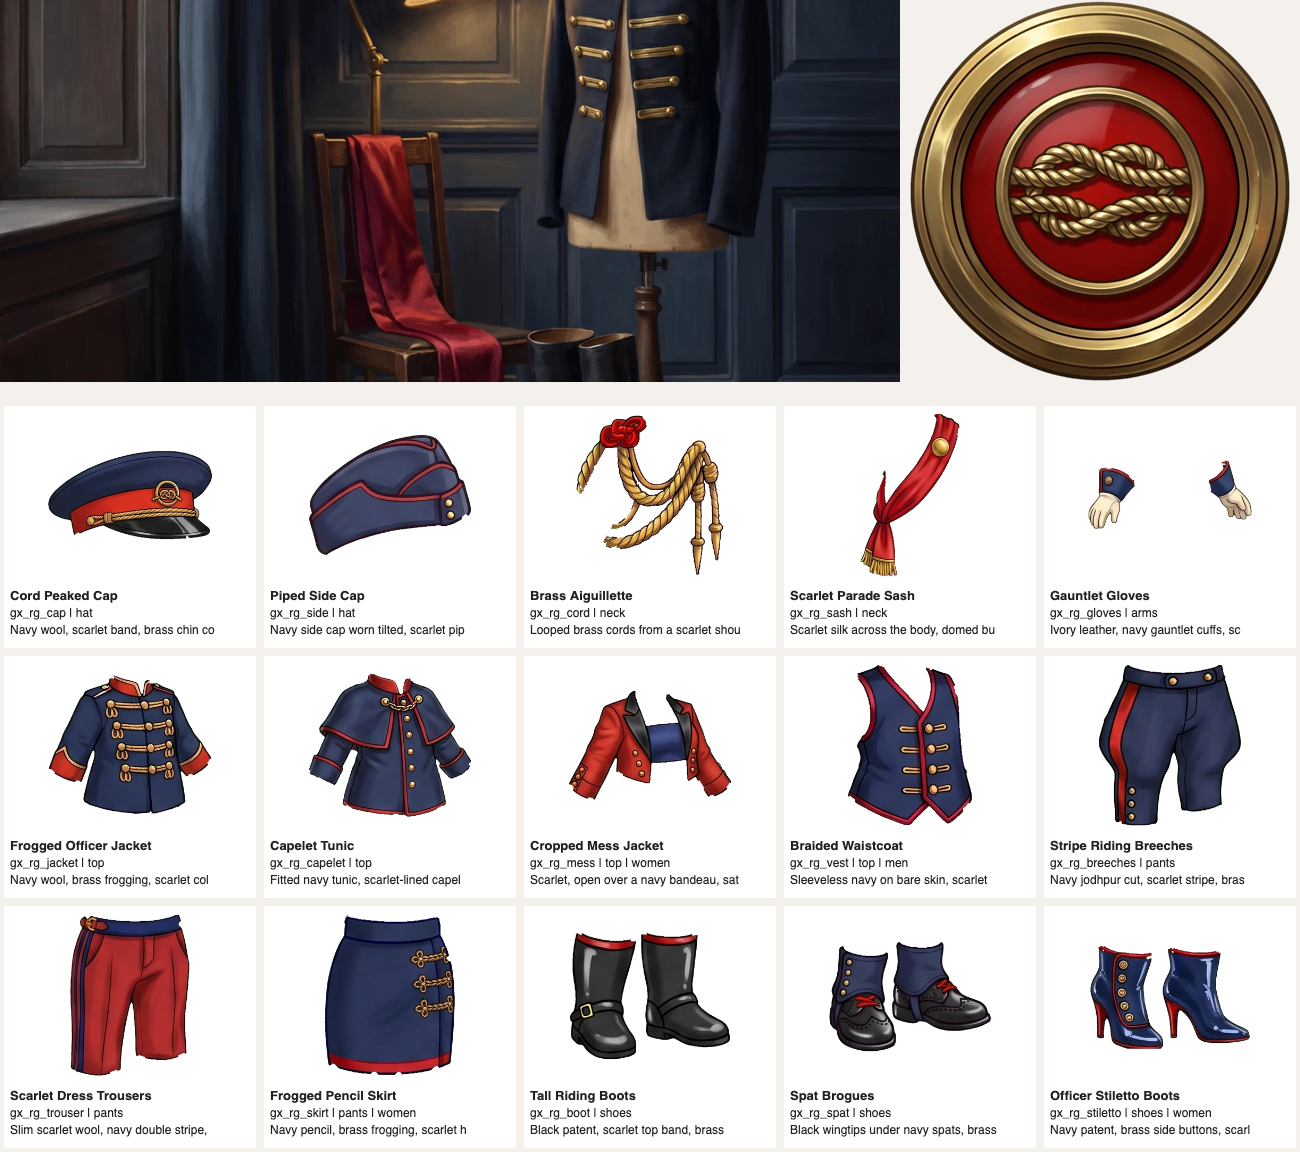 Cord Peaked Cap
gx_rg_cap | hat
Navy wool, scarlet band, brass chin co
Piped Side Cap
gx_rg_side | hat
Navy side cap worn tilted, scarlet pip
Brass Aiguillette
gx_rg_cord | neck
Looped brass cords from a scarlet shou
Scarlet Parade Sash
gx_rg_sash | neck
Scarlet silk across the body, domed bu
Gauntlet Gloves
gx_rg_gloves | arms
Ivory leather, navy gauntlet cuffs, sc
Frogged Officer Jacket
gx_rg_jacket | top
Navy wool, brass frogging, scarlet col
Capelet Tunic
gx_rg_capelet | top
Fitted navy tunic, scarlet-lined capel
Cropped Mess Jacket
gx_rg_mess | top | women
Scarlet, open over a navy bandeau, sat
Braided Waistcoat
gx_rg_vest | top | men
Sleeveless navy on bare skin, scarlet
Stripe Riding Breeches
gx_rg_breeches | pants
Navy jodhpur cut, scarlet stripe, bras
Scarlet Dress Trousers
gx_rg_trouser | pants
Slim scarlet wool, navy double stripe,
Frogged Pencil Skirt
gx_rg_skirt | pants | women
Navy pencil, brass frogging, scarlet h
Tall Riding Boots
gx_rg_boot | shoes
Black patent, scarlet top band, brass
Spat Brogues
gx_rg_spat | shoes
Black wingtips under navy spats, brass
Officer Stiletto Boots
gx_rg_stiletto | shoes | women
Navy patent, brass side buttons, scarl